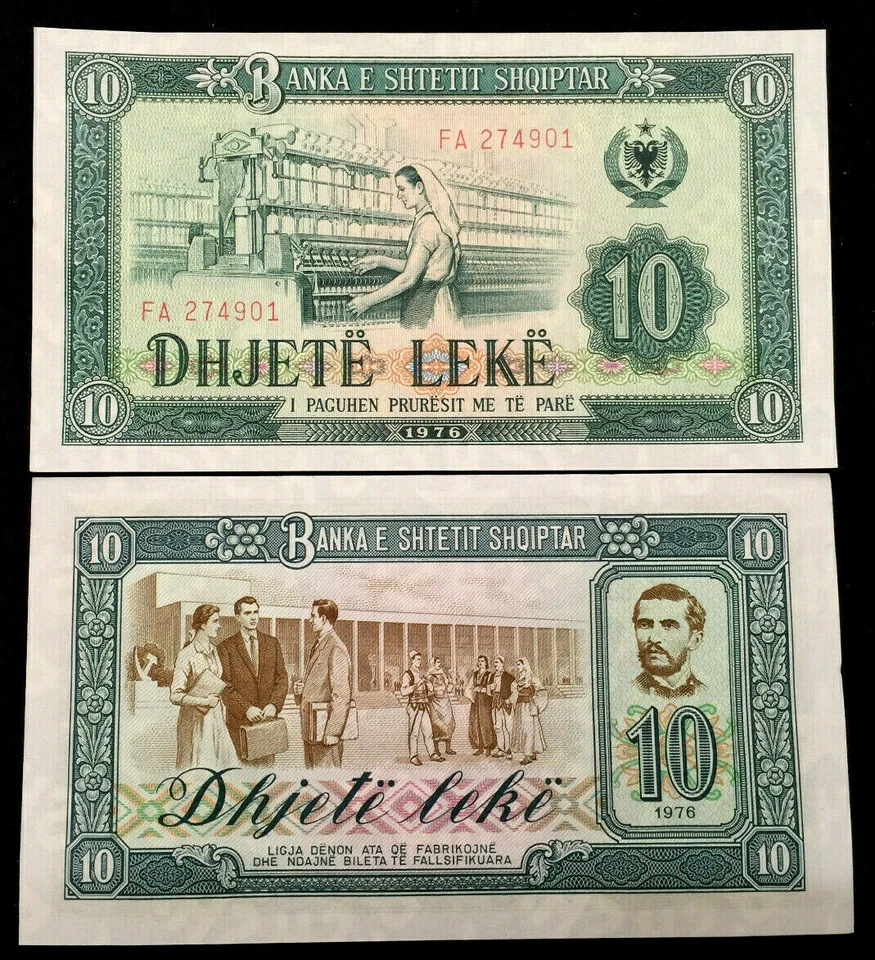 10 BANKA E SHTETIT SHQIPTAR 10
FA 274901
10
FA 274901
DHJETË LEKË
10 I PAGUHEN PRURËSIT ME TË PARË 10
1976
10 BANKA E SHTETIT SHQIPTAR 10
10
1976
Dhjetë lekë
LIGJA DËNON ATA QË FABRIKOJNË
DHE NDAJNË BILETA TË FALLSIFIKUARA
10 10